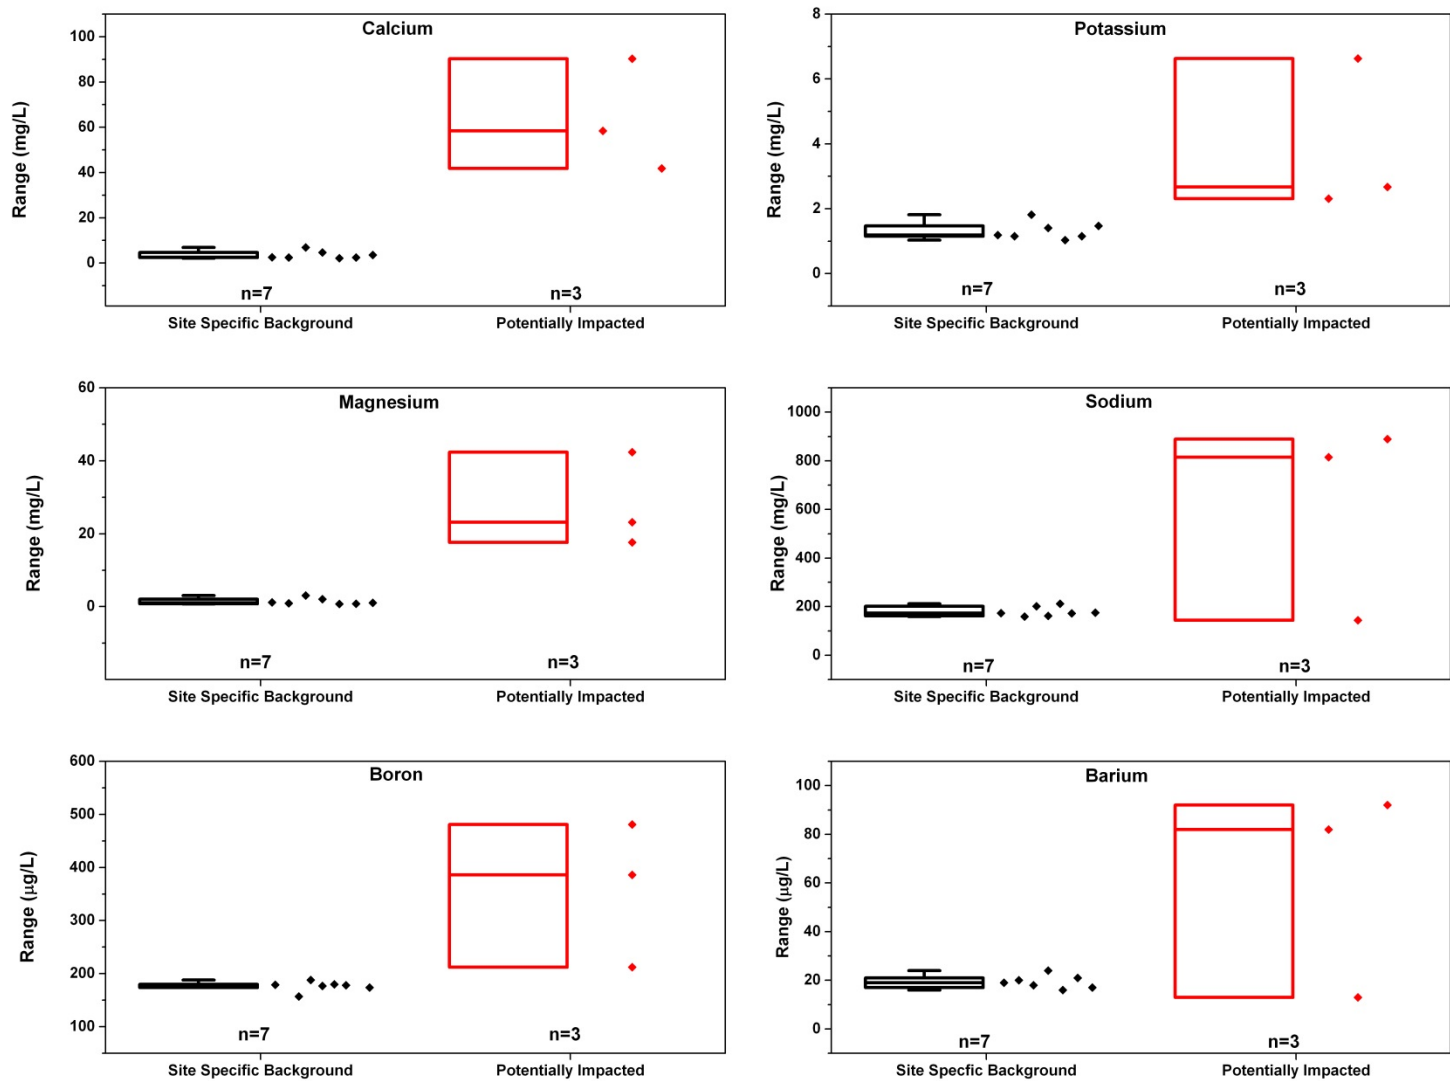 Calcium
Range (mg/L)
100
80
60
40
20
0
n=7
n=3
Site Specific Background
Potentially Impacted
Potassium
Range (mg/L)
8
6
4
2
0
n=7
n=3
Site Specific Background
Potentially Impacted
Magnesium
Range (mg/L)
60
40
20
0
n=7
n=3
Site Specific Background
Potentially Impacted
Sodium
Range (mg/L)
1000
800
600
400
200
0
n=7
n=3
Site Specific Background
Potentially Impacted
Boron
Range (µg/L)
600
500
400
300
200
100
n=7
n=3
Site Specific Background
Potentially Impacted
Barium
Range (µg/L)
100
80
60
40
20
0
n=7
n=3
Site Specific Background
Potentially Impacted